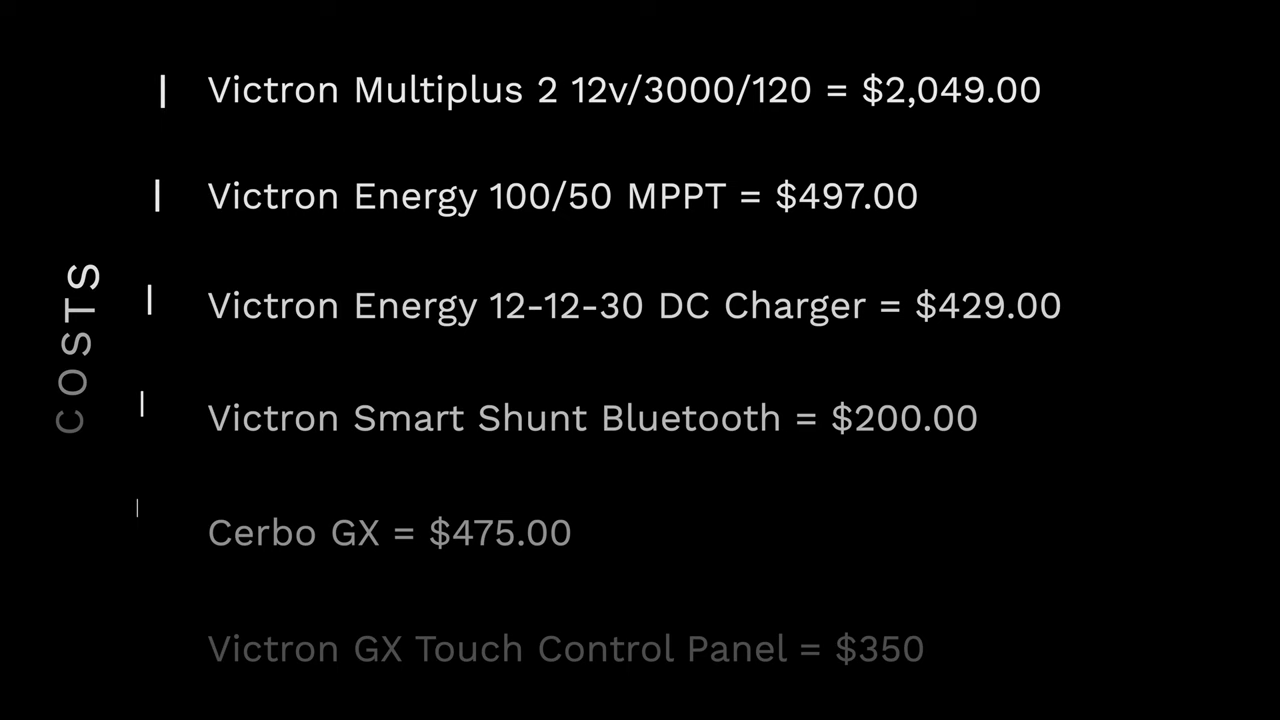 COSTS
Victron Multiplus 2 12v/3000/120 = $2,049.00
Victron Energy 100/50 MPPT = $497.00
Victron Energy 12-12-30 DC Charger = $429.00
Victron Smart Shunt Bluetooth = $200.00
Cerbo GX = $475.00
Victron GX Touch Control Panel = $350